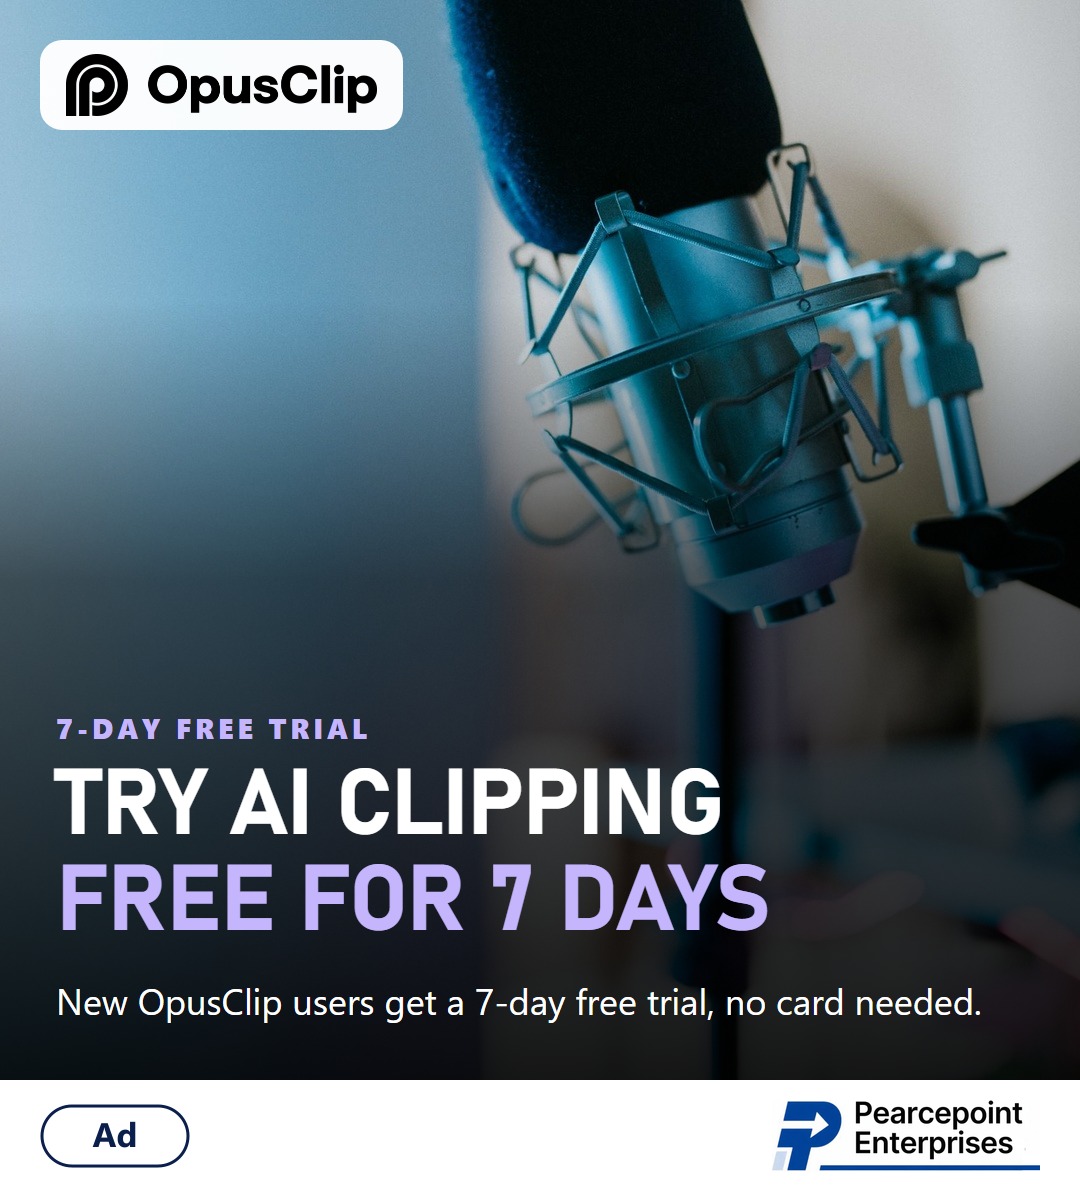 OpusClip
7-DAY FREE TRIAL
TRY AI CLIPPING
FREE FOR 7 DAYS
New OpusClip users get a 7-day free trial, no card needed.
Ad
Pearcepoint
Enterprises